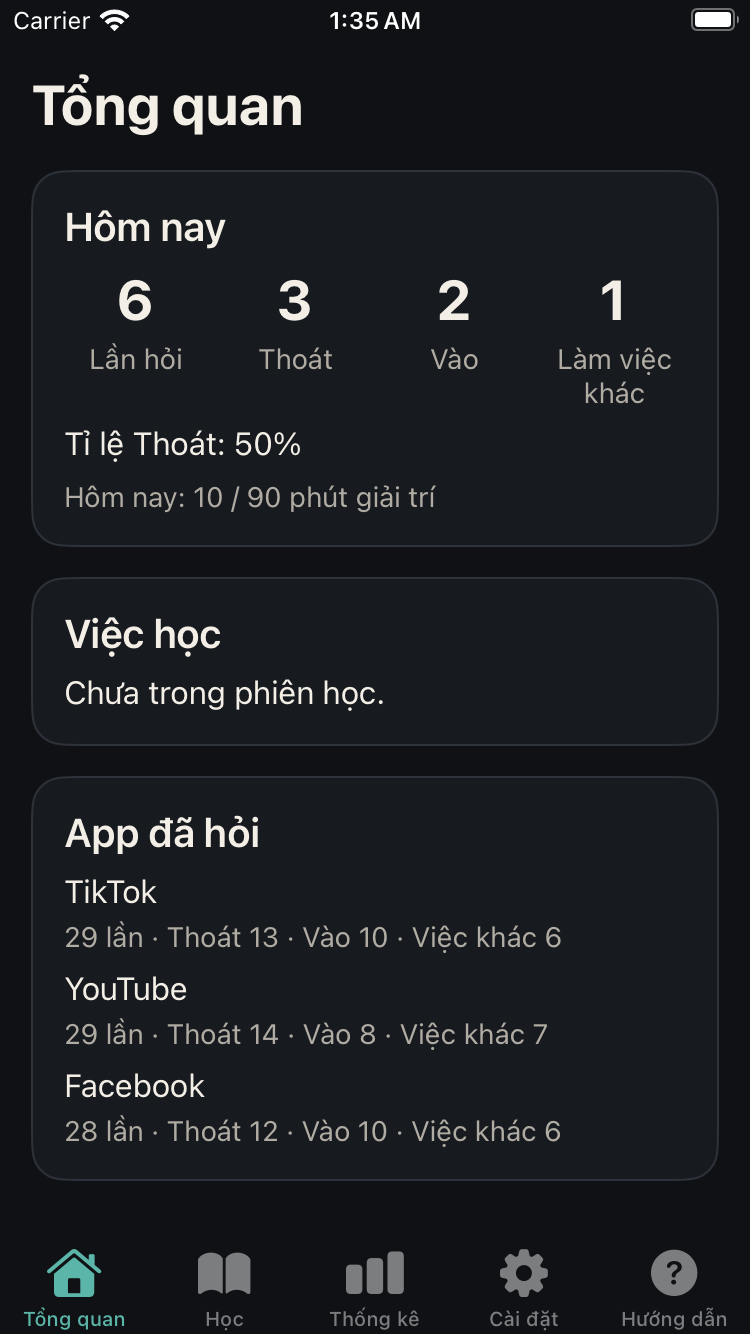 Carrier 1:35 AM
Tổng quan
Hôm nay
6 3 2 1
Lần hỏi Thoát Vào Làm việc
khác
Tỉ lệ Thoát: 50%
Hôm nay: 10 / 90 phút giải trí
Việc học
Chưa trong phiên học.
App đã hỏi
TikTok
29 lần · Thoát 13 · Vào 10 · Việc khác 6
YouTube
29 lần · Thoát 14 · Vào 8 · Việc khác 7
Facebook
28 lần · Thoát 12 · Vào 10 · Việc khác 6
Tổng quan Học Thống kê Cài đặt Hướng dẫn